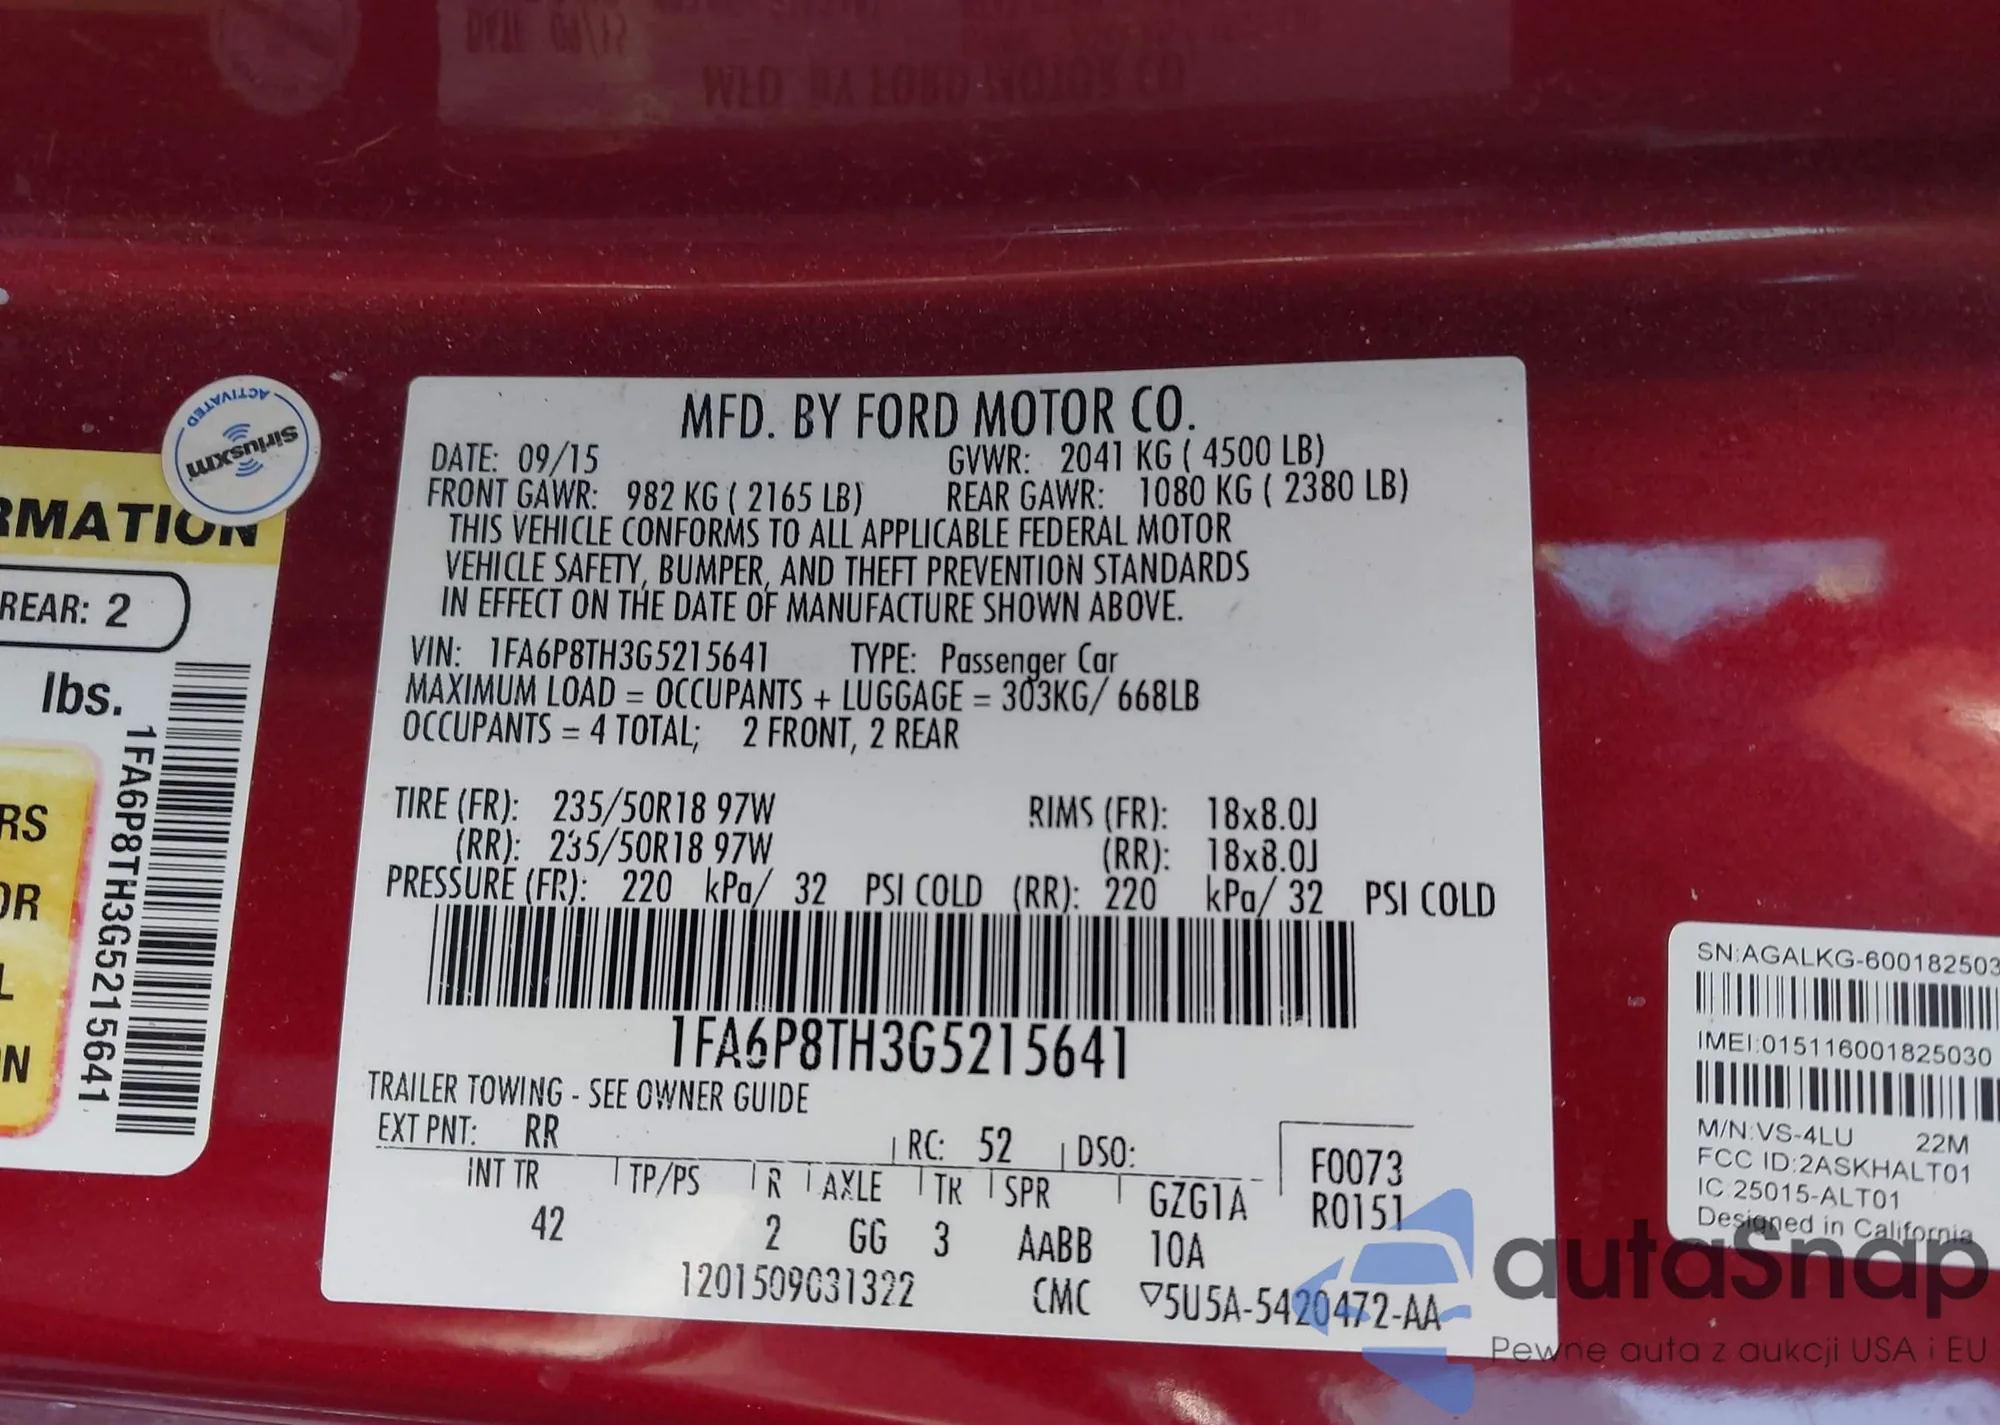 MFD. BY FORD MOTOR CO.
DATE: 09/15
GVWR: 2041 KG ( 4500 LB)
FRONT GAWR: 982 KG ( 2165 LB)
REAR GAWR: 1080 KG ( 2380 LB)
THIS VEHICLE CONFORMS TO ALL APPLICABLE FEDERAL MOTOR
VEHICLE SAFETY, BUMPER, AND THEFT PREVENTION STANDARDS
IN EFFECT ON THE DATE OF MANUFACTURE SHOWN ABOVE.
VIN: 1FA6P8TH3G5215641 TYPE: Passenger Car
MAXIMUM LOAD = OCCUPANTS + LUGGAGE = 303KG/ 668LB
OCCUPANTS = 4 TOTAL; 2 FRONT, 2 REAR
TIRE (FR): 235/50R18 97W RIMS (FR): 18x8.0J
(RR): 235/50R18 97W (RR): 18x8.0J
PRESSURE (FR): 220 kPa/ 32 PSI COLD (RR): 220 kPa/ 32 PSI COLD
1FA6P8TH3G5215641
TRAILER TOWING - SEE OWNER GUIDE
EXT PNT: RR RC: 52 DSO: F0073
INT TR TP/PS R AXLE TR SPR GZG1A R0151
42 2 GG 3 AABB 10A
1201509031322 CMC ▽5U5A-5420472-AA
ACTIVATED
SiriusXM
RMATION
REAR: 2
lbs.
1FA6P8TH3G5215641
RS
OR
L
ON
SN:AGALKG-600182503
IMEI:015116001825030
M/N:VS-4LU 22M
FCC ID:2ASKHALT01
IC:25015-ALT01
Designed in California
autaSnap
Pewne auta z aukcji USA i EU